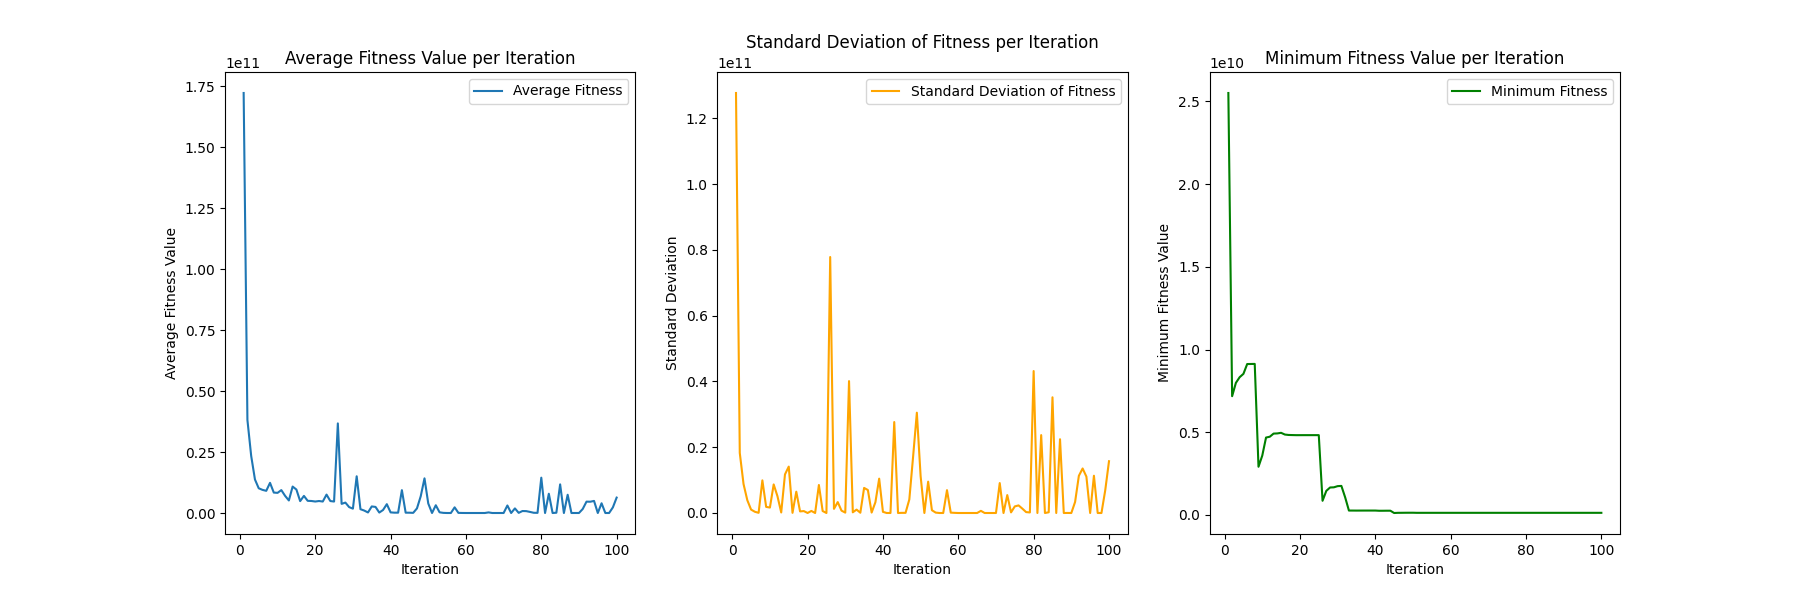 Average Fitness Value per Iteration
1e11
Average Fitness
1.75
1.50
1.25
1.00
0.75
0.50
0.25
0.00
Average Fitness Value
0 20 40 60 80 100
Iteration
Standard Deviation of Fitness per Iteration
1e11
Standard Deviation of Fitness
1.2
1.0
0.8
0.6
0.4
0.2
0.0
Standard Deviation
0 20 40 60 80 100
Iteration
Minimum Fitness Value per Iteration
1e10
Minimum Fitness
2.5
2.0
1.5
1.0
0.5
0.0
Minimum Fitness Value
0 20 40 60 80 100
Iteration